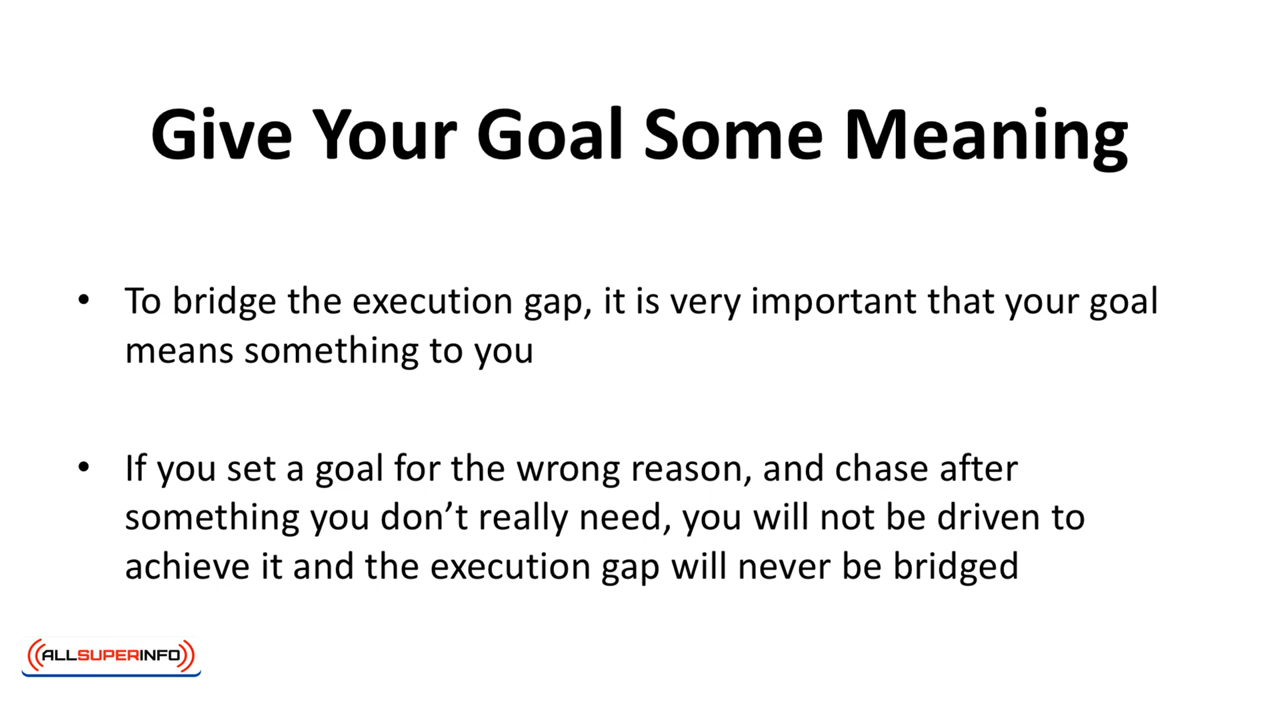 Give Your Goal Some Meaning
• To bridge the execution gap, it is very important that your goal
means something to you
• If you set a goal for the wrong reason, and chase after
something you don’t really need, you will not be driven to
achieve it and the execution gap will never be bridged
ALLSUPERINFO